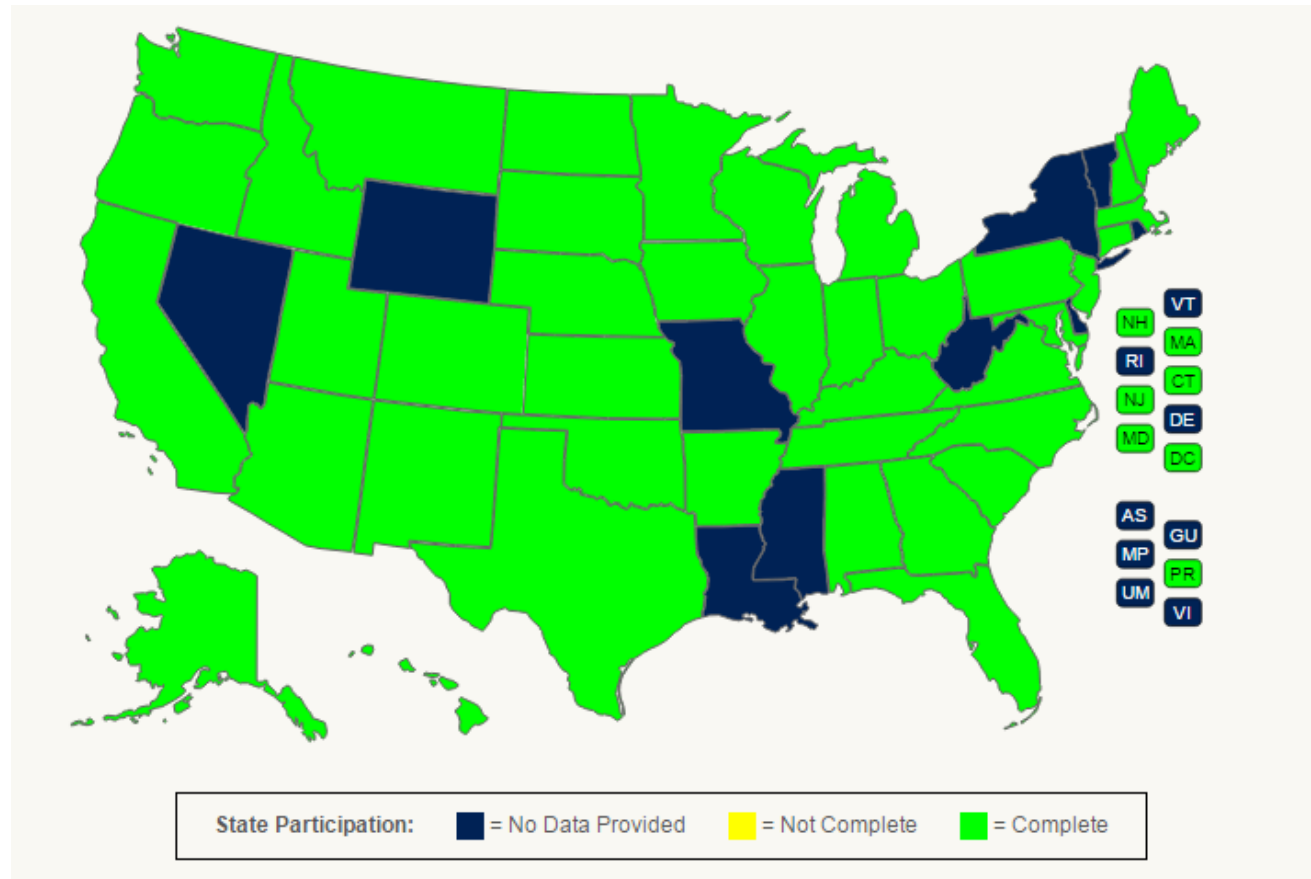 VT
NH
MA
RI
CT
NJ
DE
MD
DC
AS
GU
MP
PR
UM
VI
State Participation: = No Data Provided = Not Complete = Complete